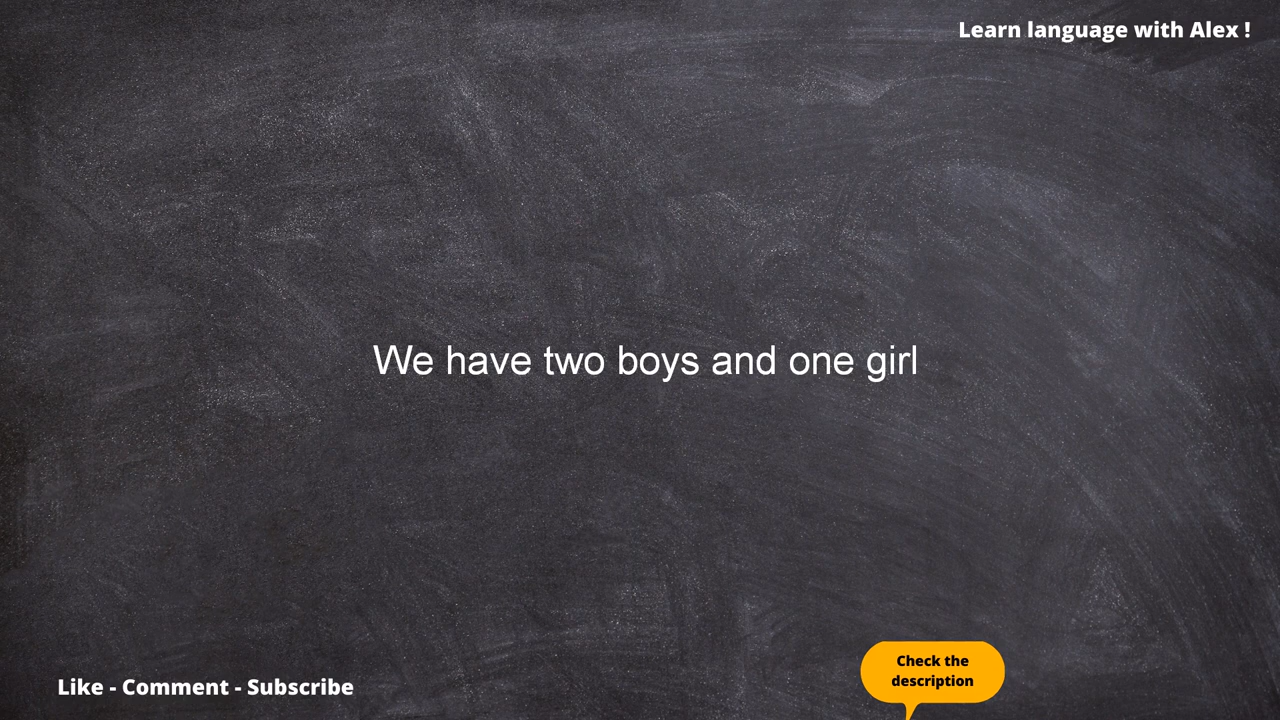 Learn language with Alex !
We have two boys and one girl
Check the
description
Like - Comment - Subscribe